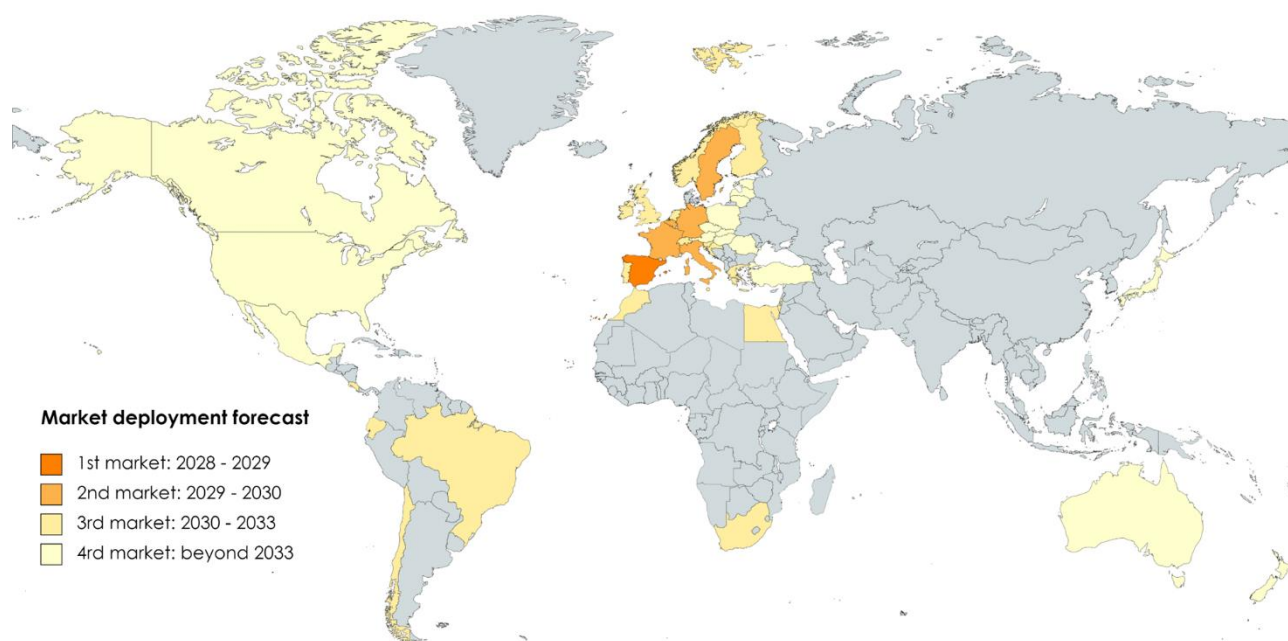 Market deployment forecast
1st market: 2028 - 2029
2nd market: 2029 - 2030
3rd market: 2030 - 2033
4rd market: beyond 2033